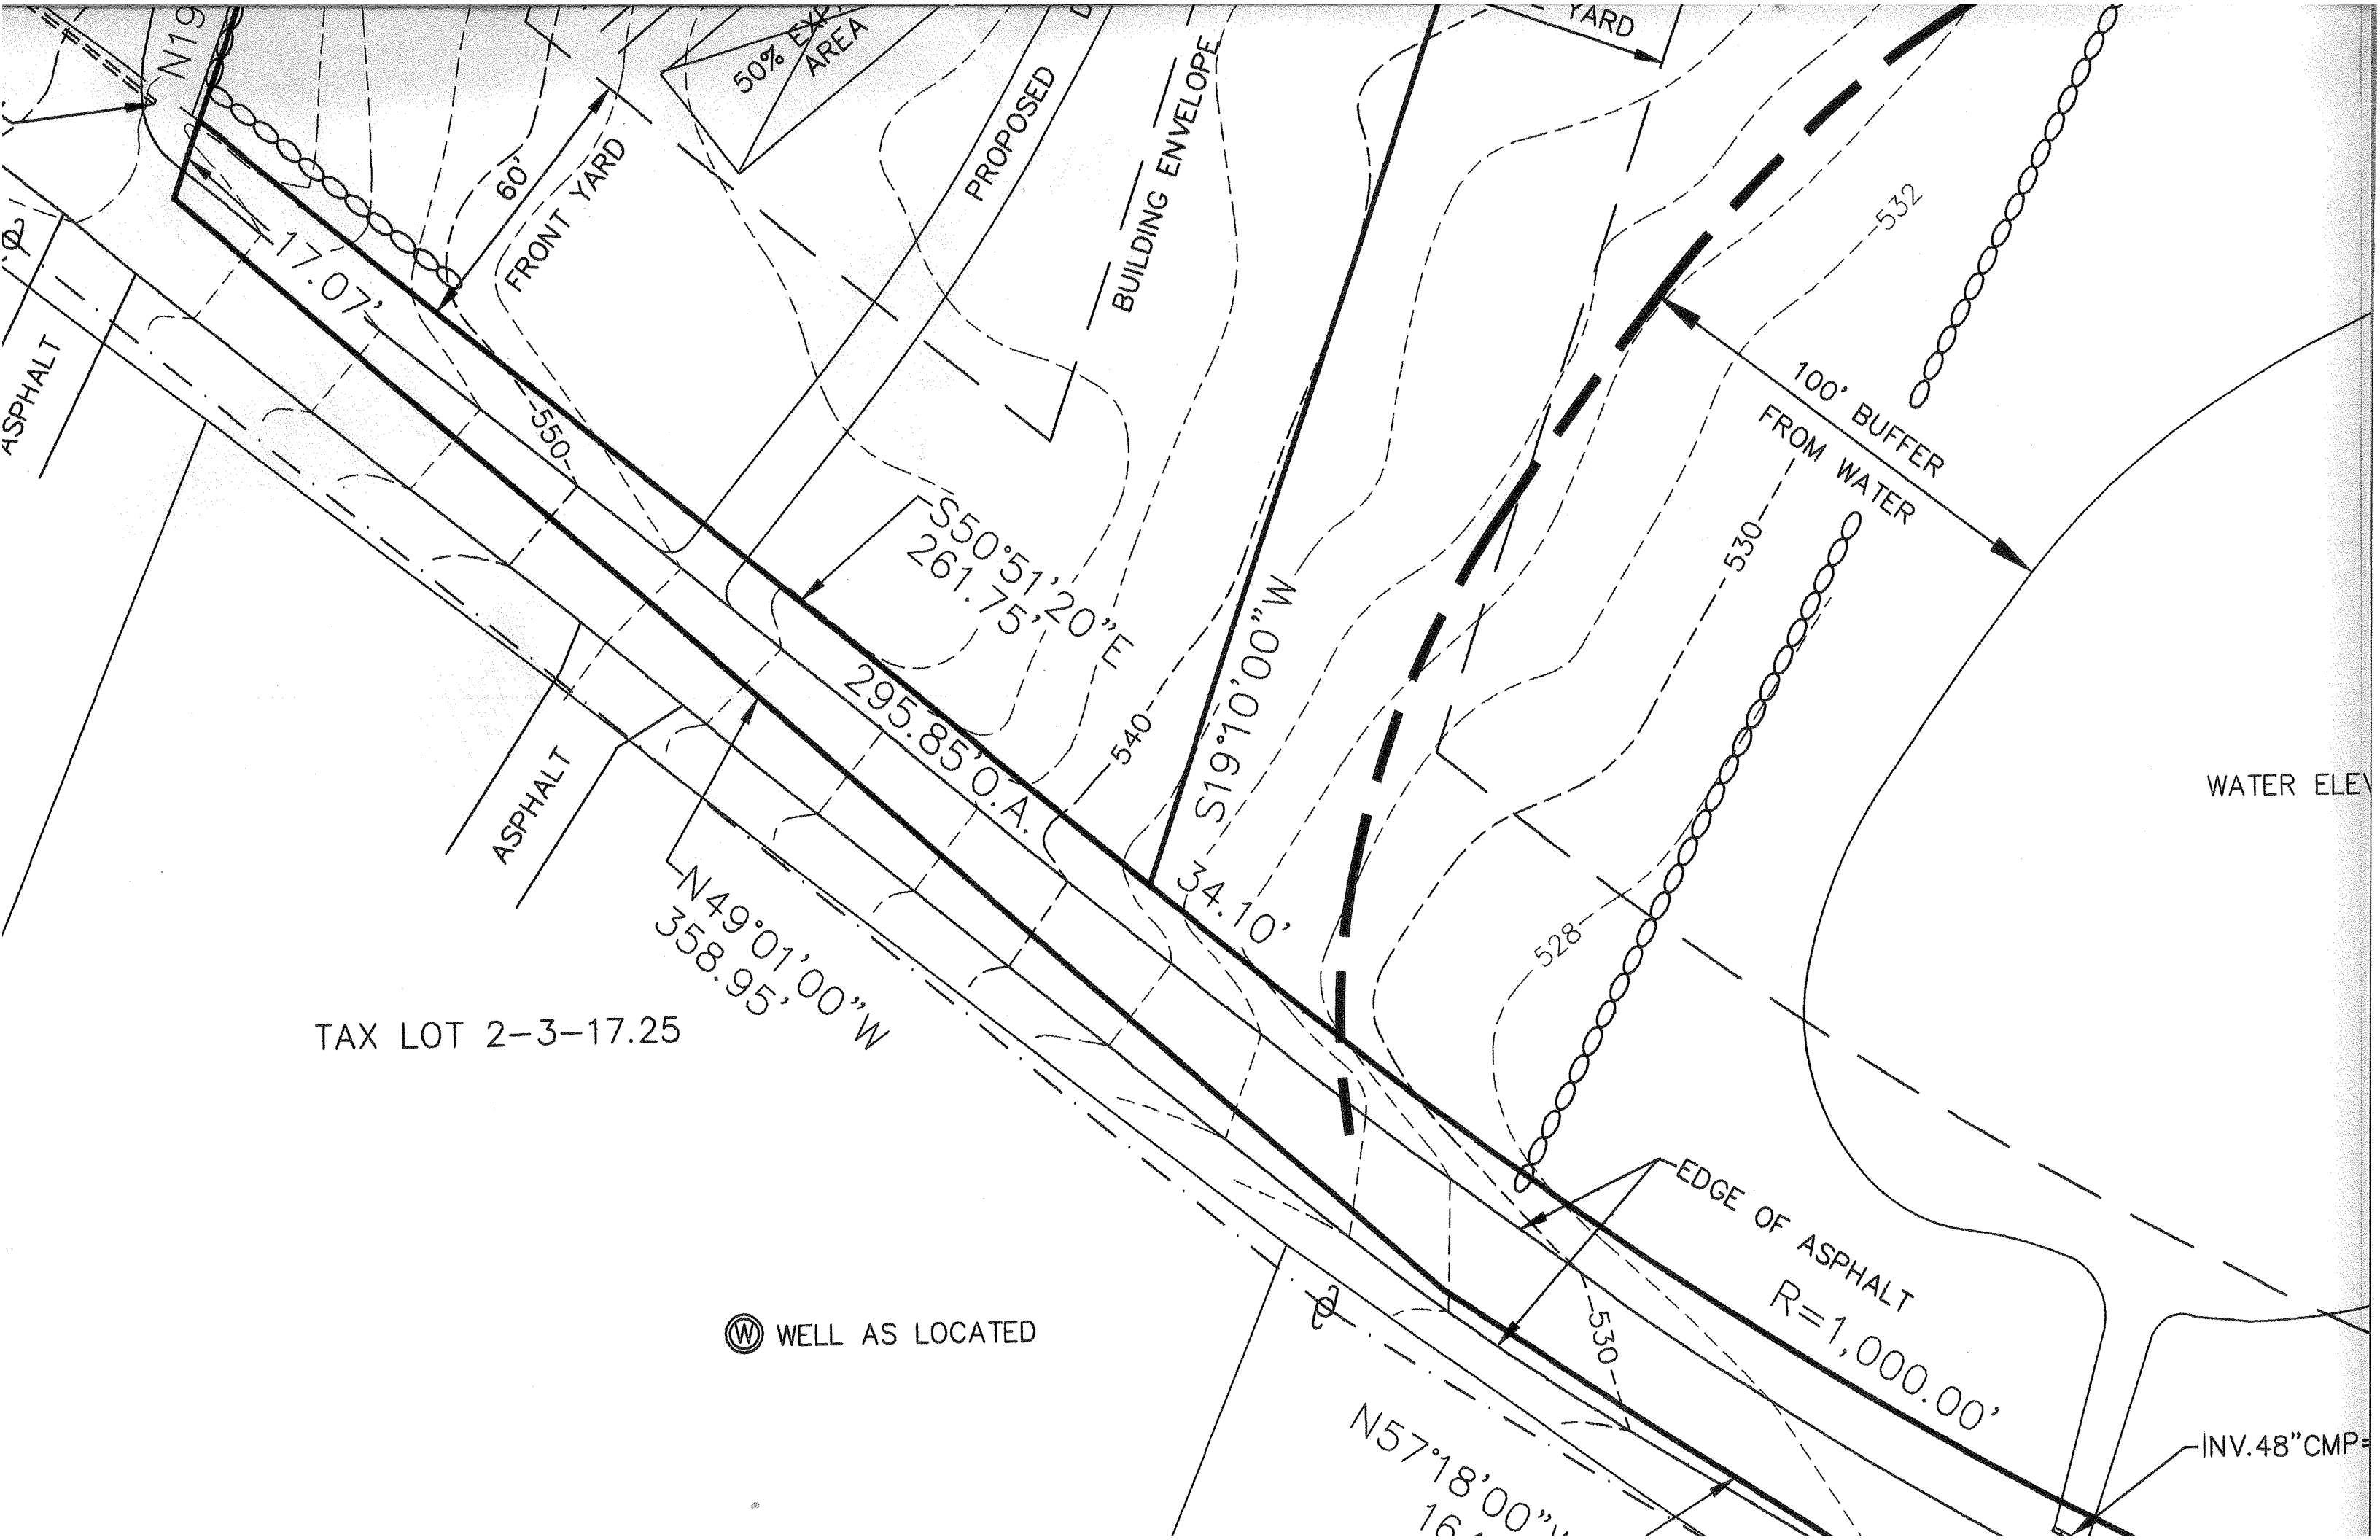 N19
50% EXP
AREA
YARD
PROPOSED
BUILDING ENVELOPE
60'
FRONT YARD
17.07'
532
100' BUFFER
FROM WATER
ASPHALT
550
530
S50°51'20"E
261.75'
S19°10'00"W
295.85'O.A.
540
WATER ELEV
ASPHALT
34.10'
N49°01'00"W
358.95'
528
TAX LOT 2-3-17.25
EDGE OF ASPHALT
R=1,000.00'
W WELL AS LOCATED
530
N57°18'00"W
16
INV.48"CMP=